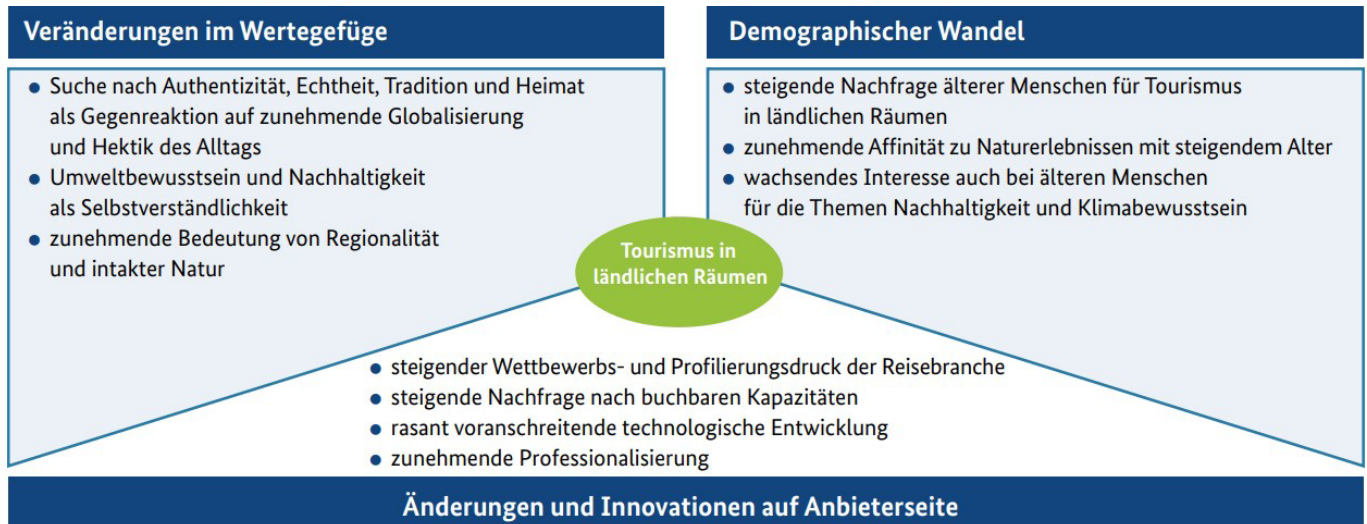 Veränderungen im Wertegefüge
• Suche nach Authentizität, Echtheit, Tradition und Heimat
als Gegenreaktion auf zunehmende Globalisierung
und Hektik des Alltags
• Umweltbewusstsein und Nachhaltigkeit
als Selbstverständlichkeit
• zunehmende Bedeutung von Regionalität
und intakter Natur
Demographischer Wandel
• steigende Nachfrage älterer Menschen für Tourismus
in ländlichen Räumen
• zunehmende Affinität zu Naturerlebnissen mit steigendem Alter
• wachsendes Interesse auch bei älteren Menschen
für die Themen Nachhaltigkeit und Klimabewusstsein
Tourismus in
ländlichen Räumen
• steigender Wettbewerbs- und Profilierungsdruck der Reisebranche
• steigende Nachfrage nach buchbaren Kapazitäten
• rasant voranschreitende technologische Entwicklung
• zunehmende Professionalisierung
Änderungen und Innovationen auf Anbieterseite